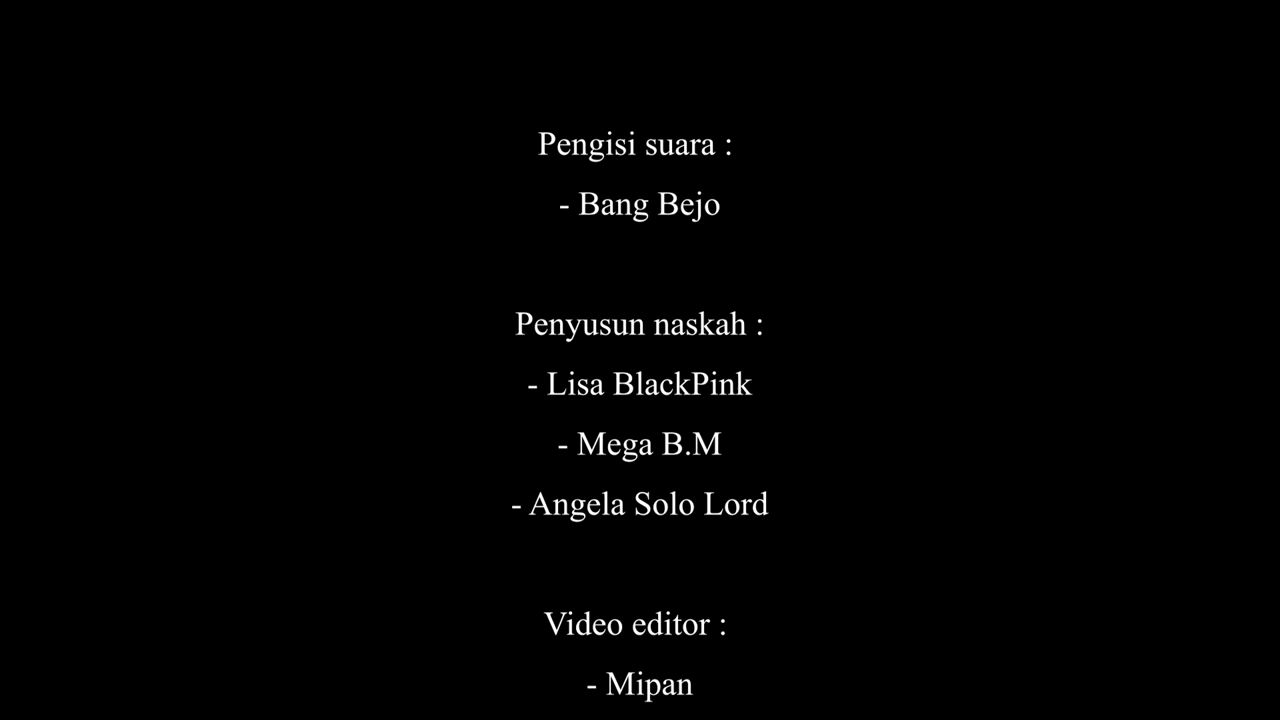 Pengisi suara :
- Bang Bejo
Penyusun naskah :
- Lisa BlackPink
- Mega B.M
- Angela Solo Lord
Video editor :
- Mipan